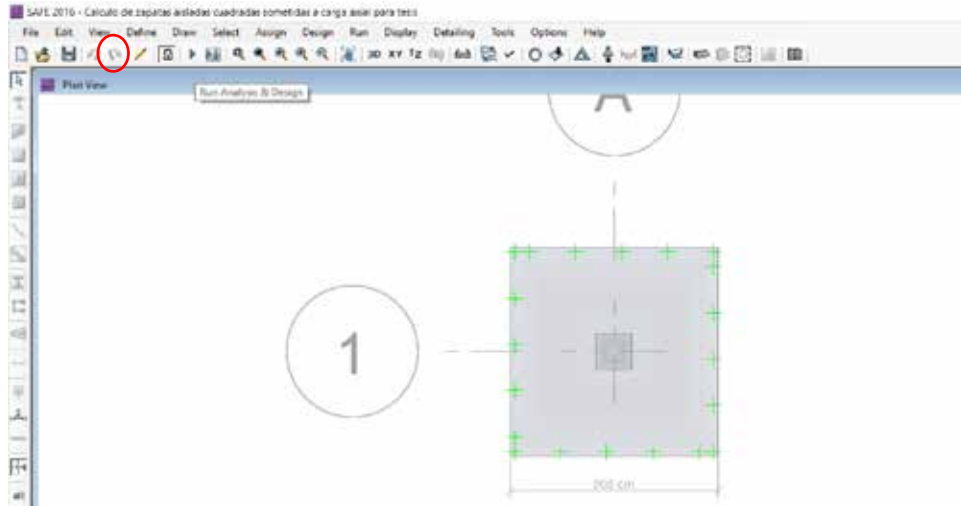 SAFE 2016 - Calculo de zapatas aisladas cuadradas sometidas a carga axial para tesis
File Edit View Define Draw Select Assign Design Run Display Detailing Tools Options Help
3D XY
Plan View
Run Analysis & Design
A
1
cm
all